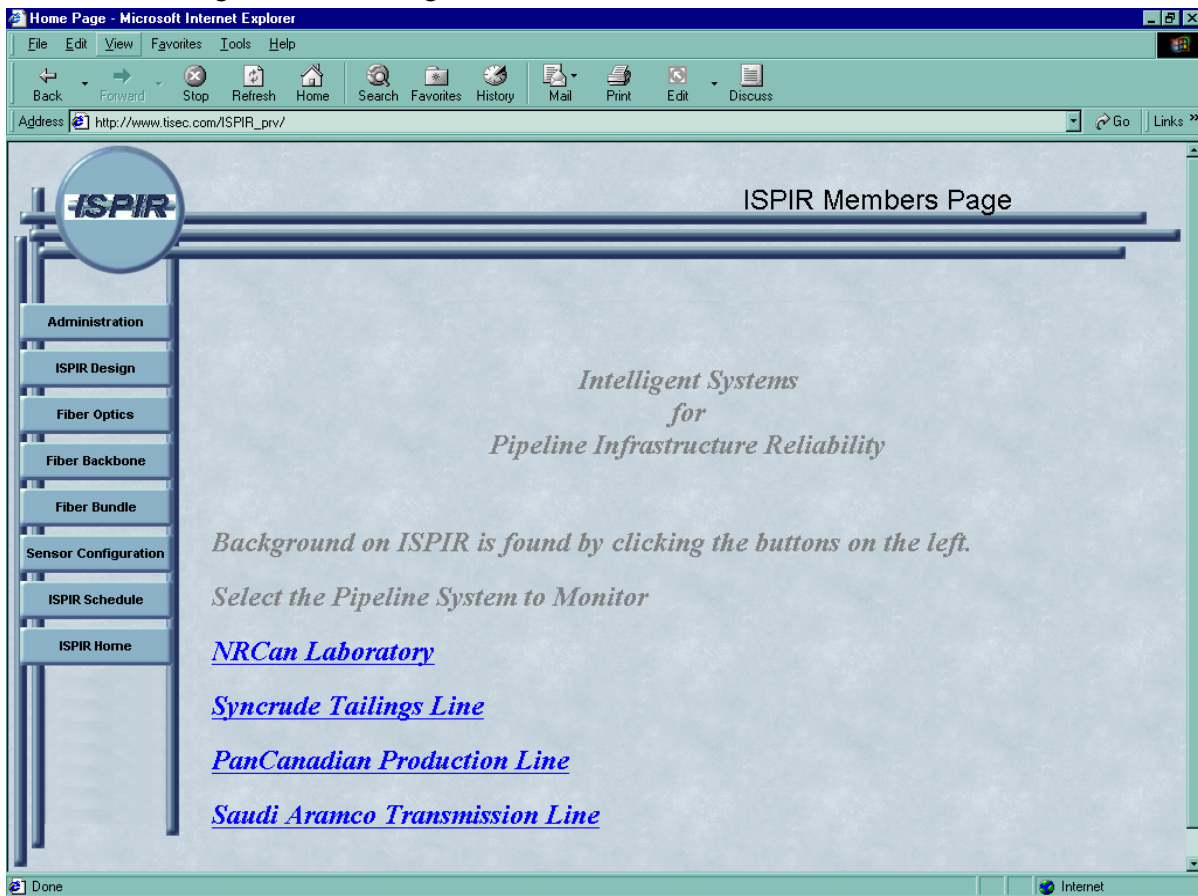 Home Page - Microsoft Internet Explorer
File Edit View Favorites Tools Help
Back Forward Stop Refresh Home Search Favorites History Mail Print Edit Discuss
Address http://www.tisec.com/ISPIR_prv/ Go Links »
ISPIR
ISPIR Members Page
Administration
ISPIR Design
Fiber Optics
Fiber Backbone
Fiber Bundle
Sensor Configuration
ISPIR Schedule
ISPIR Home
Intelligent Systems
for
Pipeline Infrastructure Reliability
Background on ISPIR is found by clicking the buttons on the left.
Select the Pipeline System to Monitor
NRCan Laboratory
Syncrude Tailings Line
PanCanadian Production Line
Saudi Aramco Transmission Line
Done Internet